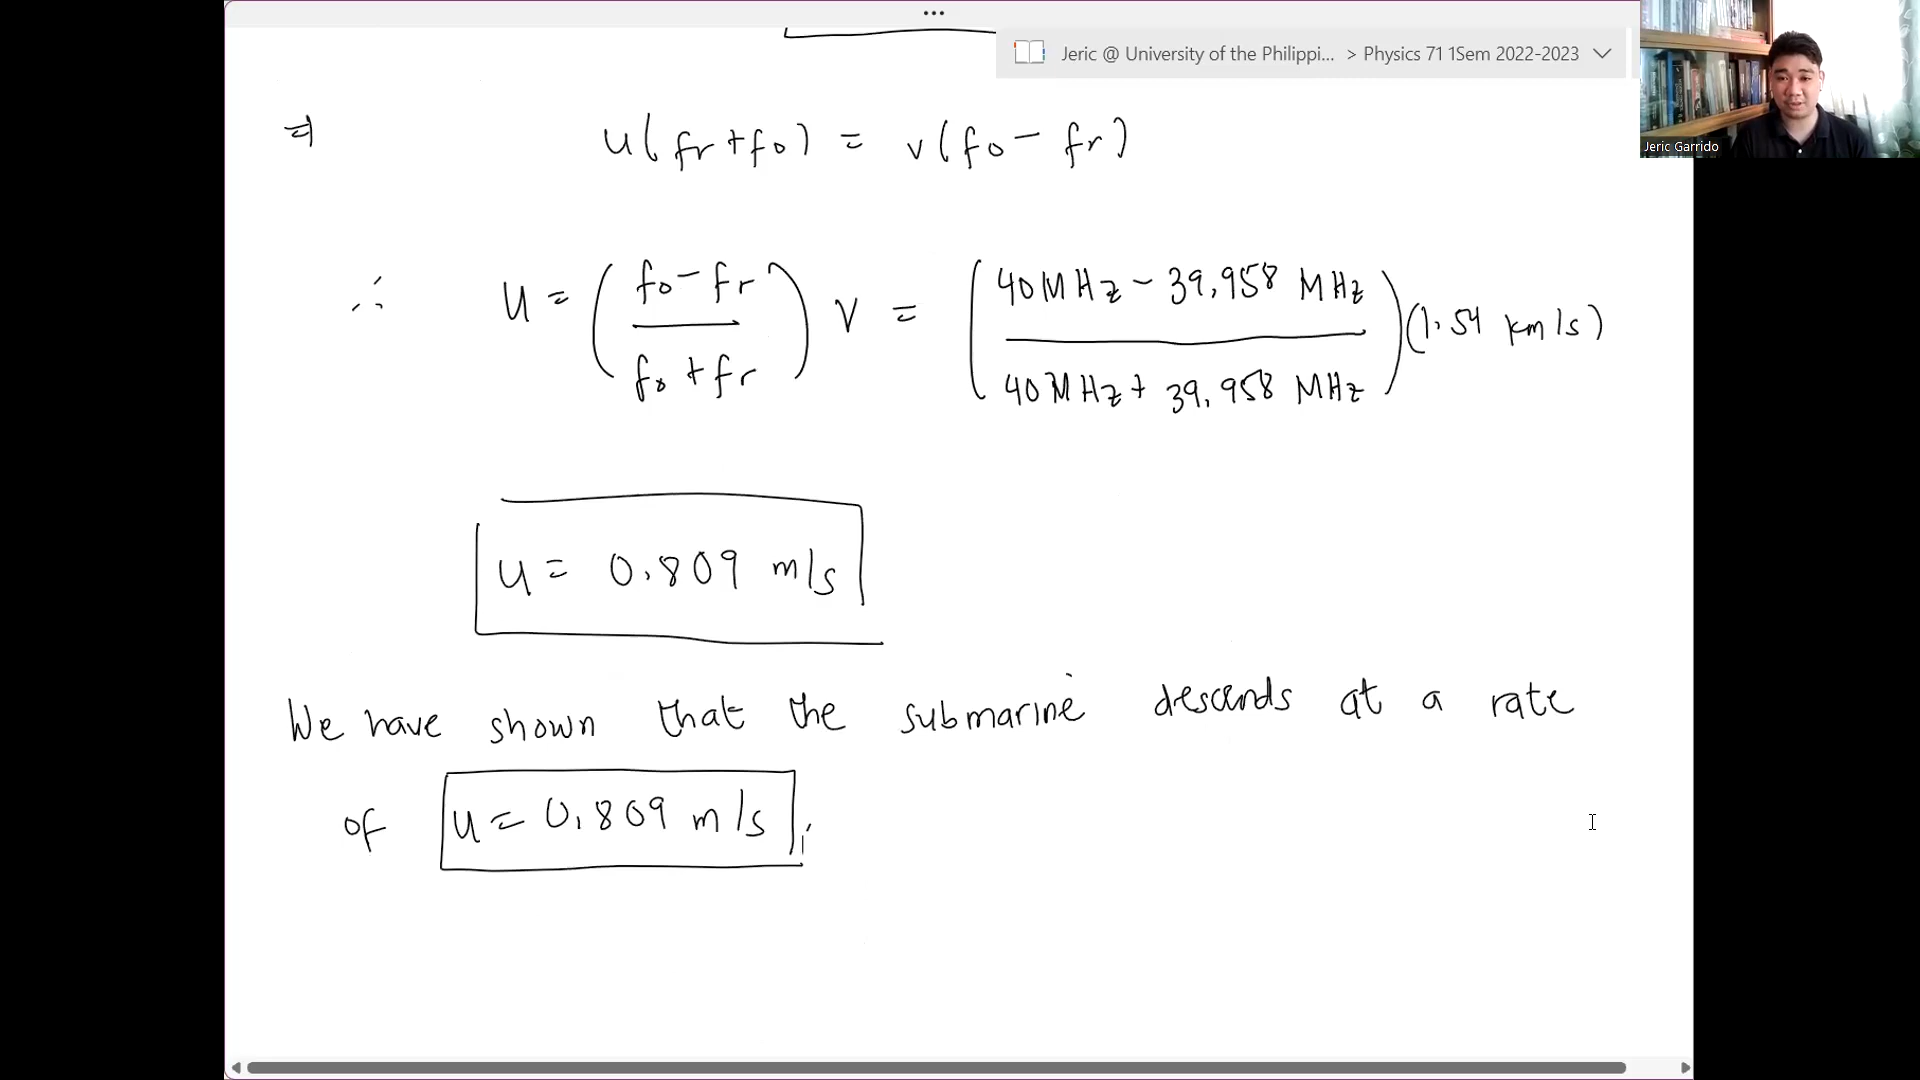 Jeric @ University of the Philippi... > Physics 71 1Sem 2022-2023
Jeric Garrido
⇒ u(fr+fo) = v(fo - fr)
∴ u = (fo - fr / fo + fr) v = (40 MHz - 39.958 MHz / 40 MHz + 39.958 MHz) (1.54 km/s)
u = 0.809 m/s
We have shown that the submarine descends at a rate
of u = 0.809 m/s.